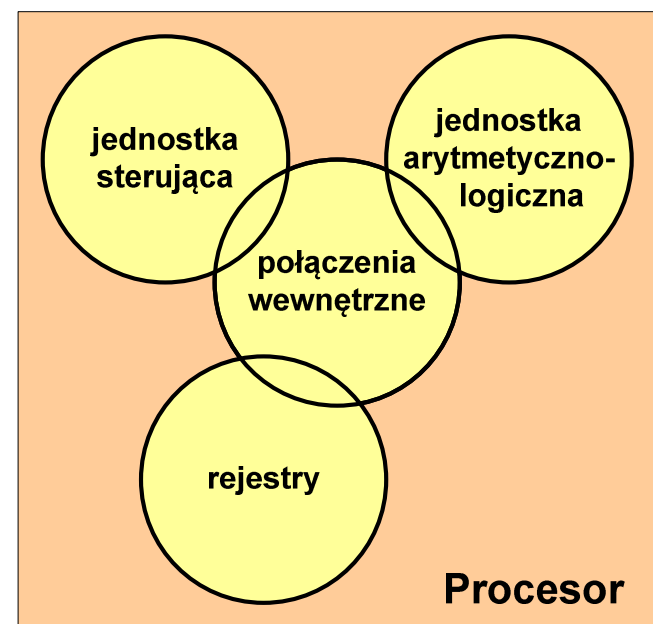 jednostka
sterująca
jednostka
arytmetyczno-
logiczna
połączenia
wewnętrzne
rejestry
Procesor